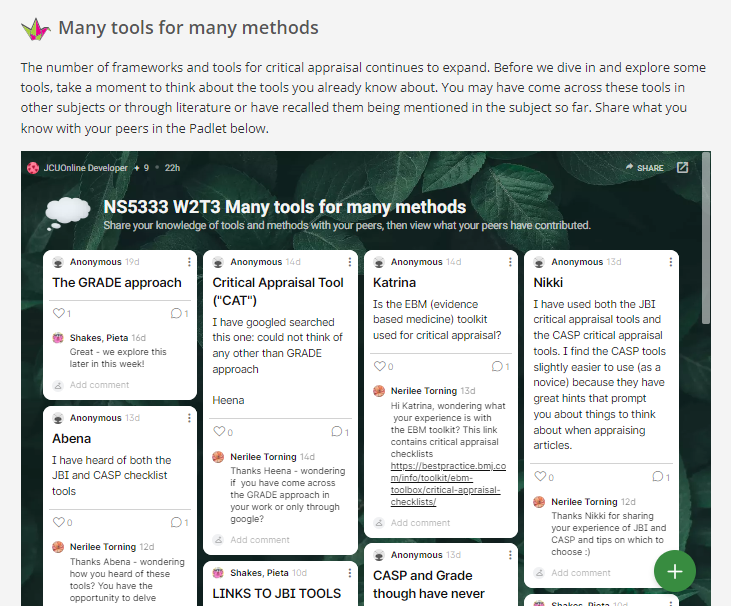 Many tools for many methods
The number of frameworks and tools for critical appraisal continues to expand. Before we dive in and explore some
tools, take a moment to think about the tools you already know about. You may have come across these tools in
other subjects or through literature or have recalled them being mentioned in the subject so far. Share what you
know with your peers in the Padlet below.
JCUOnline Developer + 9 • 22h
SHARE
NS5333 W2T3 Many tools for many methods
Share your knowledge of tools and methods with your peers, then view what your peers have contributed.
Anonymous 19d
The GRADE approach
1 1
Shakes, Pieta 16d
Great - we explore this
later in this week!
Add comment
Anonymous 13d
Abena
I have heard of both the
JBI and CASP checklist
tools
0 1
Nerilee Torning 12d
Thanks Abena - wondering
how you heard of these
tools? You have the
opportunity to delve
Anonymous 14d
Critical Appraisal Tool
("CAT")
I have googled searched
this one: could not think of
any other than GRADE
approach
Heena
0 1
Nerilee Torning 14d
Thanks Heena - wondering
if you have come across
the GRADE approach in
your work or only through
google?
Add comment
Shakes, Pieta 10d
LINKS TO JBI TOOLS
Anonymous 14d
Katrina
Is the EBM (evidence
based medicine) toolkit
used for critical appraisal?
0 1
Nerilee Torning 13d
Hi Katrina, wondering what
your experience is with
the EBM toolkit? This link
contains critical appraisal
checklists
https://bestpractice.bmj.co
m/info/toolkit/ebm-
toolbox/critical-appraisal-
checklists/
Add comment
Anonymous 13d
CASP and Grade
though have never
Anonymous 13d
Nikki
I have used both the JBI
critical appraisal tools and
the CASP critical appraisal
tools. I find the CASP tools
slightly easier to use (as a
novice) because they have
great hints that prompt
you about things to think
about when appraising
articles.
0 1
Nerilee Torning 12d
Thanks Nikki for sharing
your experience of JBI and
CASP and tips on which to
choose :)
Add comment
Shakes, Pieta 10d